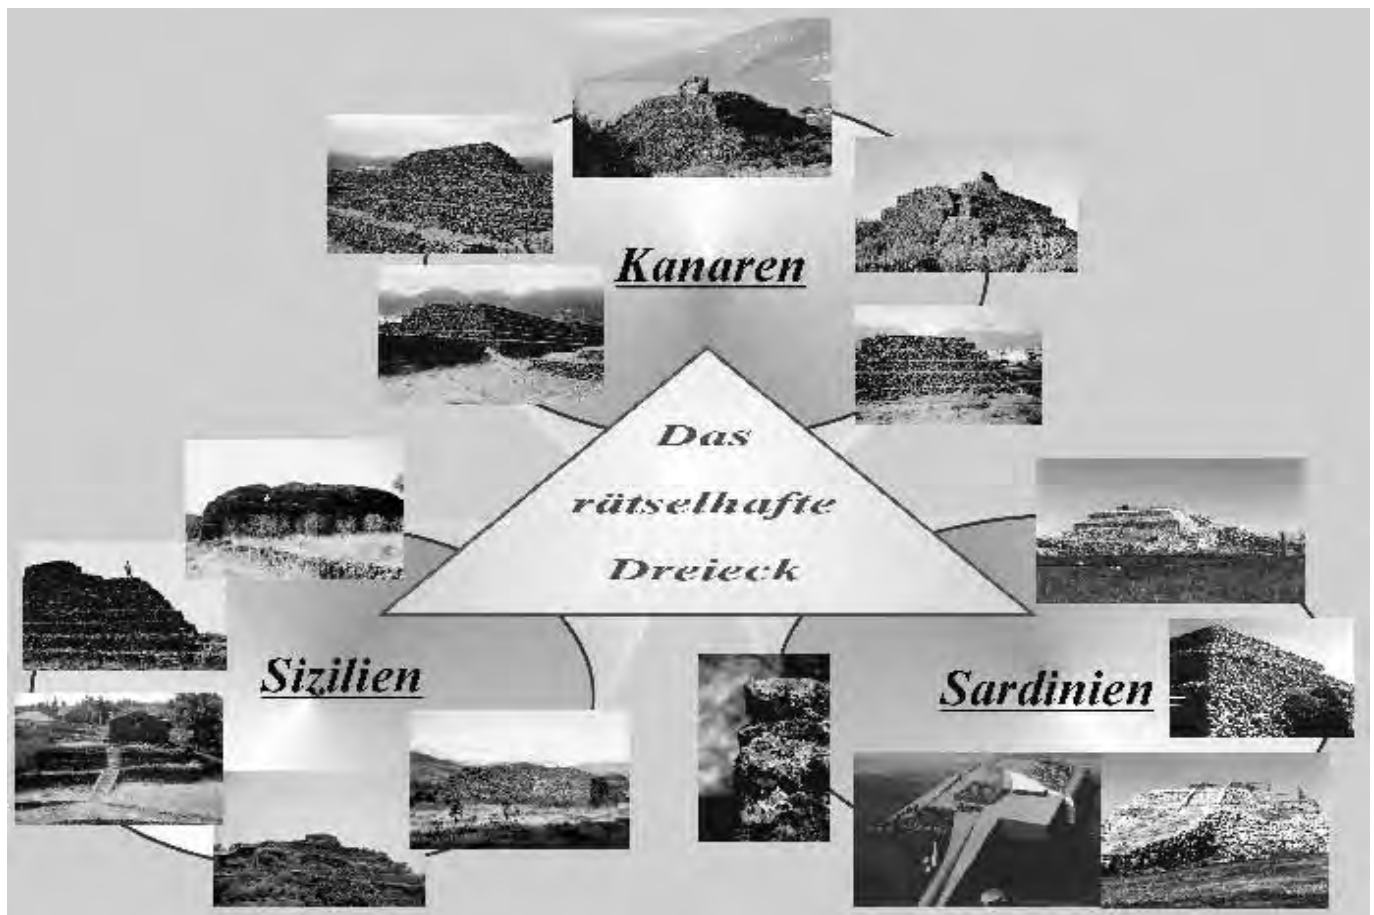 Kanaren
Das
rätselhafte
Dreieck
Sizilien
Sardinien